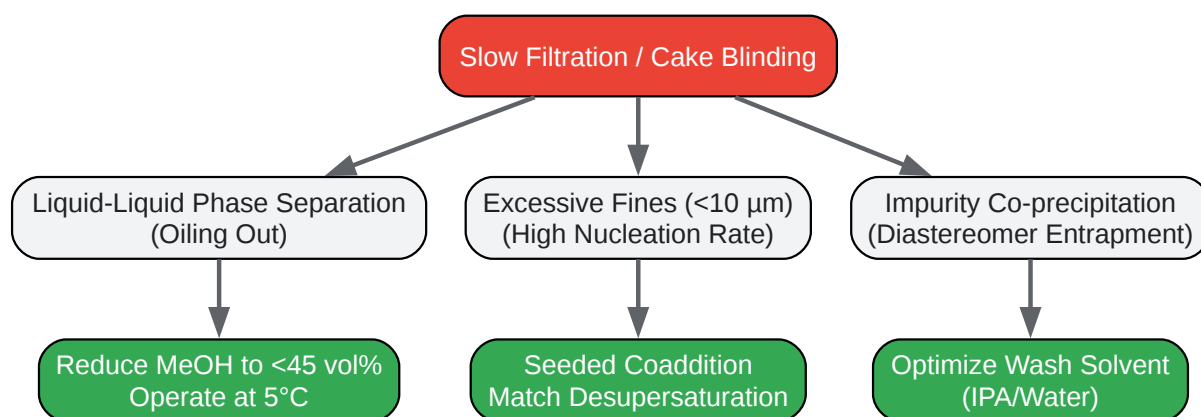 Slow Filtration / Cake Blinding
Liquid-Liquid Phase Separation
(Oiling Out)
Excessive Fines (<10 µm)
(High Nucleation Rate)
Impurity Co-precipitation
(Diastereomer Entrapment)
Reduce MeOH to <45 vol%
Operate at 5°C
Seeded Coaddition
Match Desupersaturation
Optimize Wash Solvent
(IPA/Water)